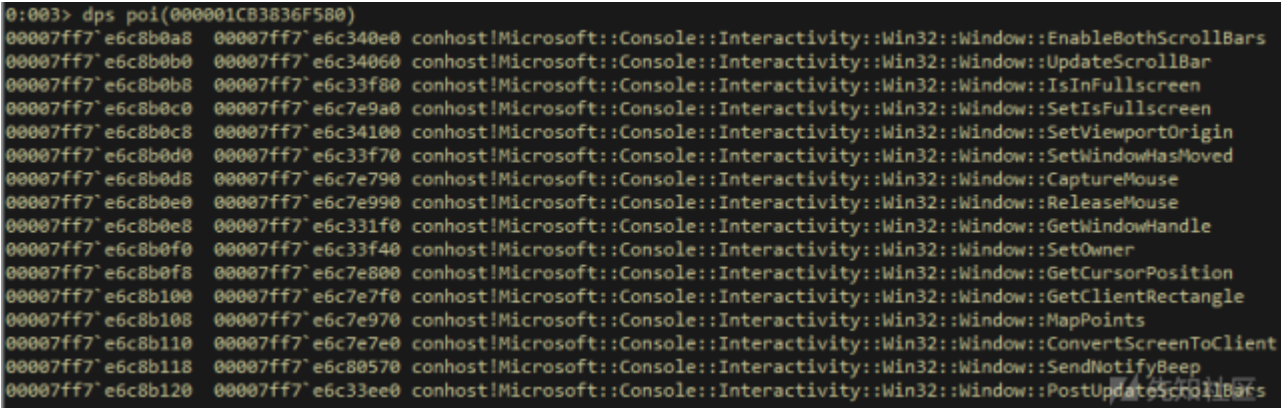 0:003> dps poi(000001CB3836F580)
00007ff7`e6c8b0a8  00007ff7`e6c340e0 conhost!Microsoft::Console::Interactivity::Win32::Window::EnableBothScrollBars
00007ff7`e6c8b0b0  00007ff7`e6c34060 conhost!Microsoft::Console::Interactivity::Win32::Window::UpdateScrollBar
00007ff7`e6c8b0b8  00007ff7`e6c33f80 conhost!Microsoft::Console::Interactivity::Win32::Window::IsInFullscreen
00007ff7`e6c8b0c0  00007ff7`e6c7e9a0 conhost!Microsoft::Console::Interactivity::Win32::Window::SetIsFullscreen
00007ff7`e6c8b0c8  00007ff7`e6c34100 conhost!Microsoft::Console::Interactivity::Win32::Window::SetViewportOrigin
00007ff7`e6c8b0d0  00007ff7`e6c33f70 conhost!Microsoft::Console::Interactivity::Win32::Window::SetWindowHasMoved
00007ff7`e6c8b0d8  00007ff7`e6c7e790 conhost!Microsoft::Console::Interactivity::Win32::Window::CaptureMouse
00007ff7`e6c8b0e0  00007ff7`e6c7e990 conhost!Microsoft::Console::Interactivity::Win32::Window::ReleaseMouse
00007ff7`e6c8b0e8  00007ff7`e6c331f0 conhost!Microsoft::Console::Interactivity::Win32::Window::GetWindowHandle
00007ff7`e6c8b0f0  00007ff7`e6c33f40 conhost!Microsoft::Console::Interactivity::Win32::Window::SetOwner
00007ff7`e6c8b0f8  00007ff7`e6c7e800 conhost!Microsoft::Console::Interactivity::Win32::Window::GetCursorPosition
00007ff7`e6c8b100  00007ff7`e6c7e7f0 conhost!Microsoft::Console::Interactivity::Win32::Window::GetClientRectangle
00007ff7`e6c8b108  00007ff7`e6c7e970 conhost!Microsoft::Console::Interactivity::Win32::Window::MapPoints
00007ff7`e6c8b110  00007ff7`e6c7e7e0 conhost!Microsoft::Console::Interactivity::Win32::Window::ConvertScreenToClient
00007ff7`e6c8b118  00007ff7`e6c80570 conhost!Microsoft::Console::Interactivity::Win32::Window::SendNotifyBeep
00007ff7`e6c8b120  00007ff7`e6c33ee0 conhost!Microsoft::Console::Interactivity::Win32::Window::PostUpdateScrollBars
先知社区